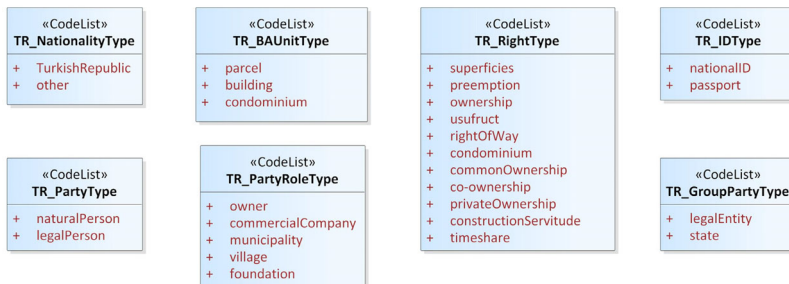 «CodeList»
TR_NationalityType
+ TurkishRepublic
+ other
«CodeList»
TR_BAUnitType
+ parcel
+ building
+ condominium
«CodeList»
TR_RightType
+ superficies
+ preemption
+ ownership
+ usufruct
+ rightOfWay
+ condominium
+ commonOwnership
+ co-ownership
+ privateOwnership
+ constructionServitude
+ timeshare
«CodeList»
TR_IDType
+ nationalID
+ passport
«CodeList»
TR_PartyType
+ naturalPerson
+ legalPerson
«CodeList»
TR_PartyRoleType
+ owner
+ commercialCompany
+ municipality
+ village
+ foundation
«CodeList»
TR_GroupPartyType
+ legalEntity
+ state